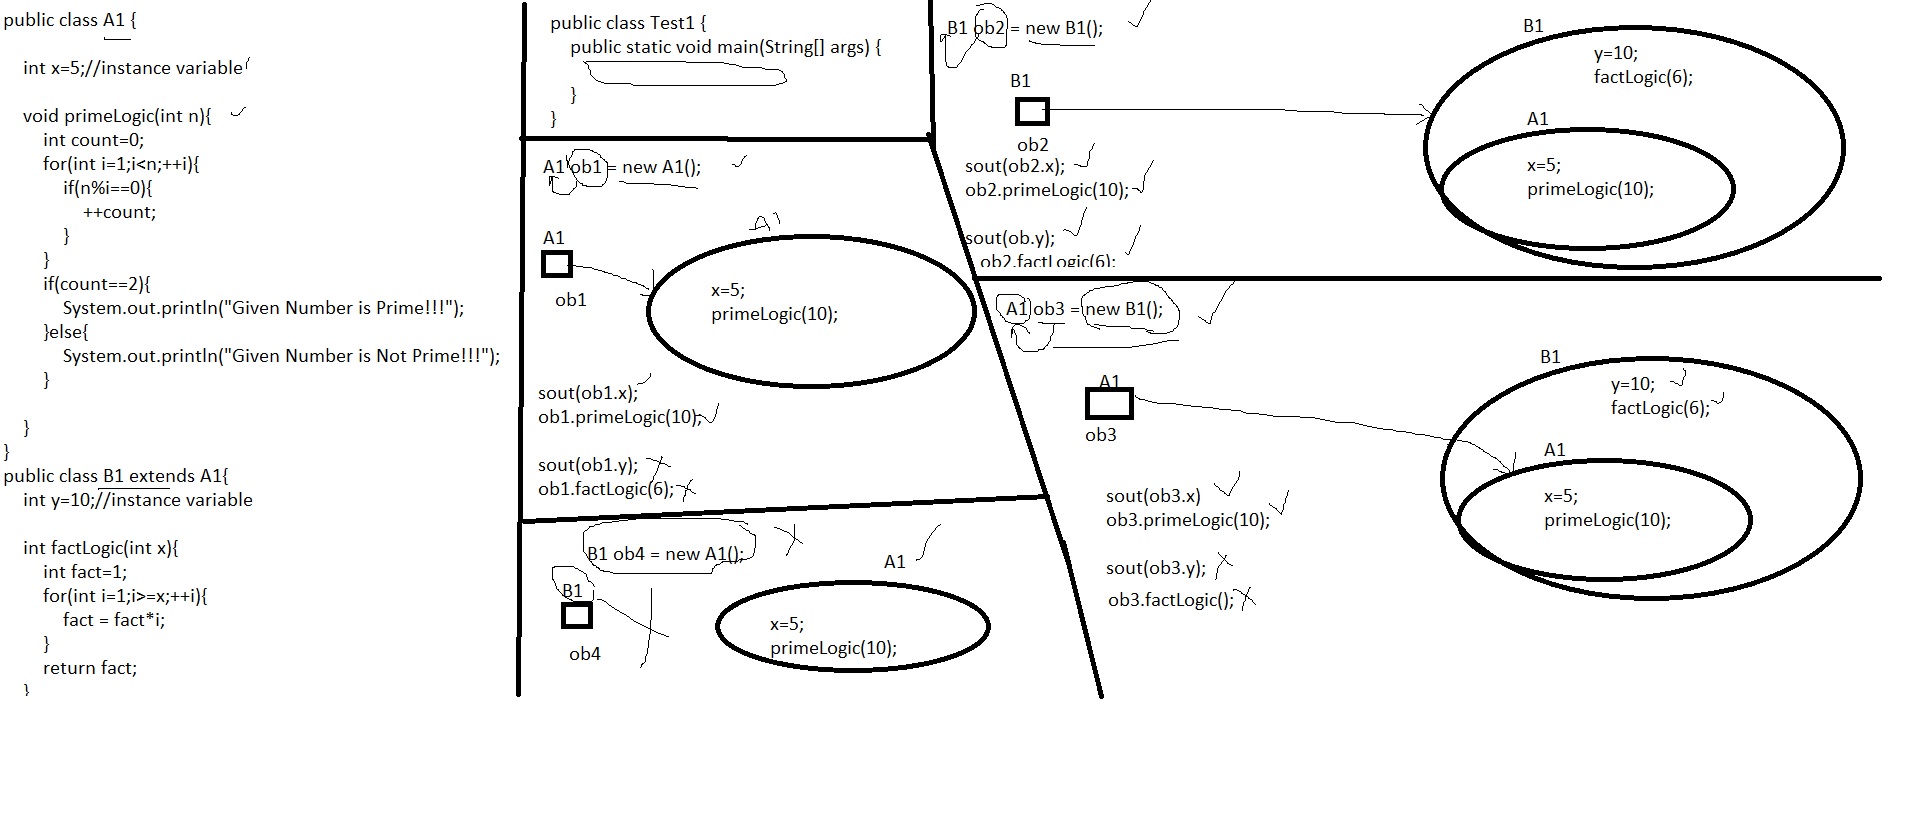 public class A1 {
int x=5;//instance variable
void primeLogic(int n){
int count=0;
for(int i=1;i<n;++i){
if(n%i==0){
++count;
}
}
if(count==2){
System.out.println("Given Number is Prime!!!");
}else{
System.out.println("Given Number is Not Prime!!!");
}
}
}
public class B1 extends A1{
int y=10;//instance variable
int factLogic(int x){
int fact=1;
for(int i=1;i>=x;++i){
fact = fact*i;
}
return fact;
}
public class Test1 {
public static void main(String[] args) {
}
}
A1 ob1 = new A1();
A1
A1
ob1
x=5;
primeLogic(10);
sout(ob1.x);
ob1.primeLogic(10);
sout(ob1.y);
ob1.factLogic(6);
B1 ob4 = new A1();
A1
B1
ob4
x=5;
primeLogic(10);
B1 ob2 = new B1();
B1
ob2
sout(ob2.x);
ob2.primeLogic(10);
sout(ob.y);
ob2.factLogic(6);
B1
y=10;
factLogic(6);
A1
x=5;
primeLogic(10);
A1 ob3 = new B1();
A1
ob3
sout(ob3.x)
ob3.primeLogic(10);
sout(ob3.y);
ob3.factLogic();
B1
y=10;
factLogic(6);
A1
x=5;
primeLogic(10);